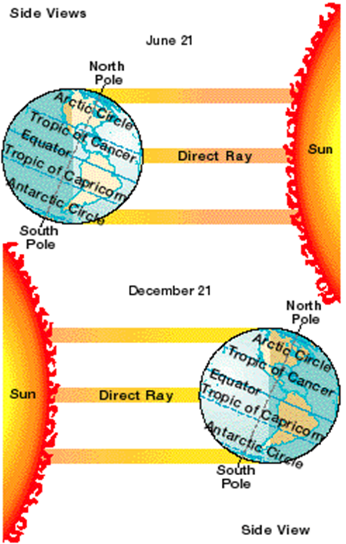 Side Views
June 21
North
Pole
Arctic Circle
Tropic of Cancer
Equator
Tropic of Capricorn
Antarctic Circle
South
Pole
Direct Ray
Sun
December 21
North
Pole
Arctic Circle
Tropic of Cancer
Equator
Tropic of Capricorn
Antarctic Circle
South
Pole
Sun
Direct Ray
Side View